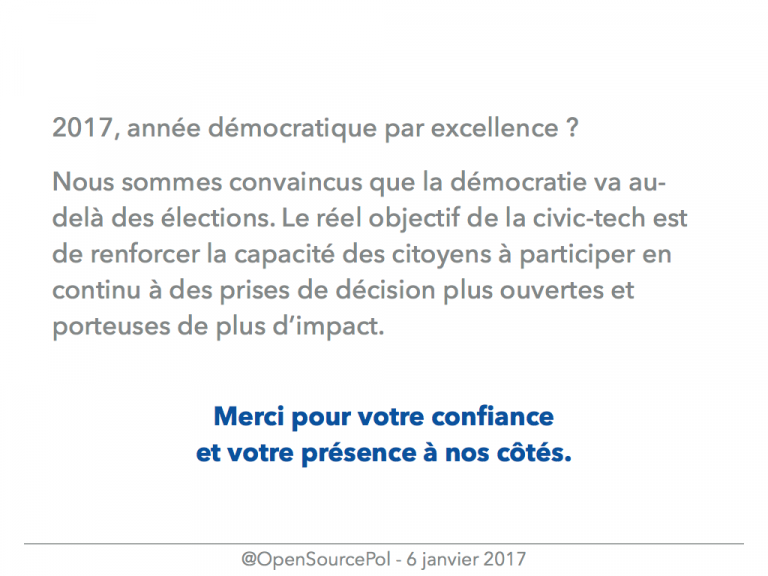 2017, année démocratique par excellence ?
Nous sommes convaincus que la démocratie va au-
delà des élections. Le réel objectif de la civic-tech est
de renforcer la capacité des citoyens à participer en
continu à des prises de décision plus ouvertes et
porteuses de plus d’impact.
Merci pour votre confiance
et votre présence à nos côtés.
@OpenSourcePol - 6 janvier 2017